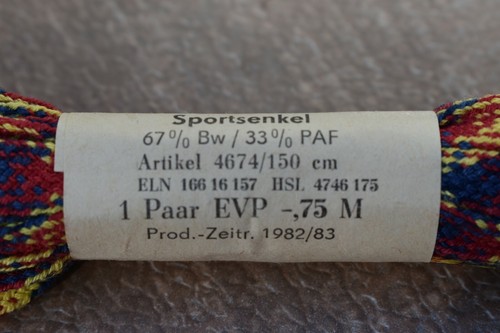 Sportsenkel
67% Bw / 33% PAF
Artikel 4674/150 cm
ELN 166 16 157 HSL 4746 175
1 Paar EVP -,75 M
Prod.-Zeitr. 1982/83